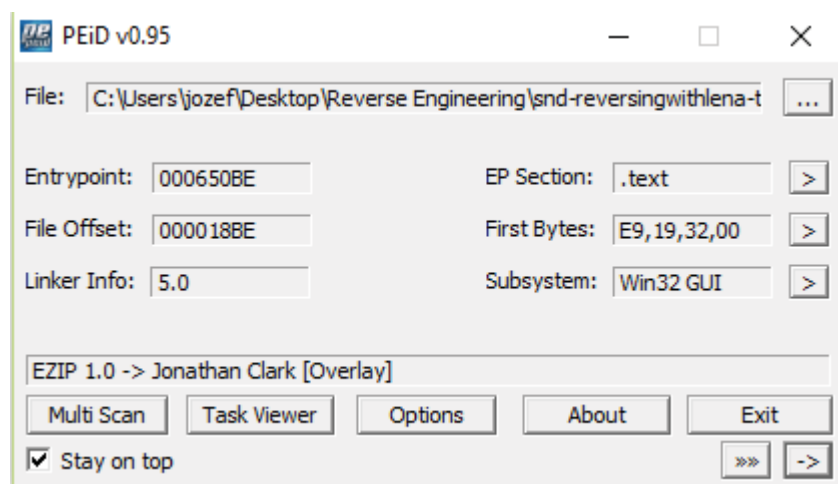 PEiD v0.95
File: C:\Users\jozef\Desktop\Reverse Engineering\snd-reversingwithlena-t ...
Entrypoint: 000650BE EP Section: .text >
File Offset: 000018BE First Bytes: E9,19,32,00 >
Linker Info: 5.0 Subsystem: Win32 GUI >
EZIP 1.0 -> Jonathan Clark [Overlay]
Multi Scan Task Viewer Options About Exit
Stay on top »» ->